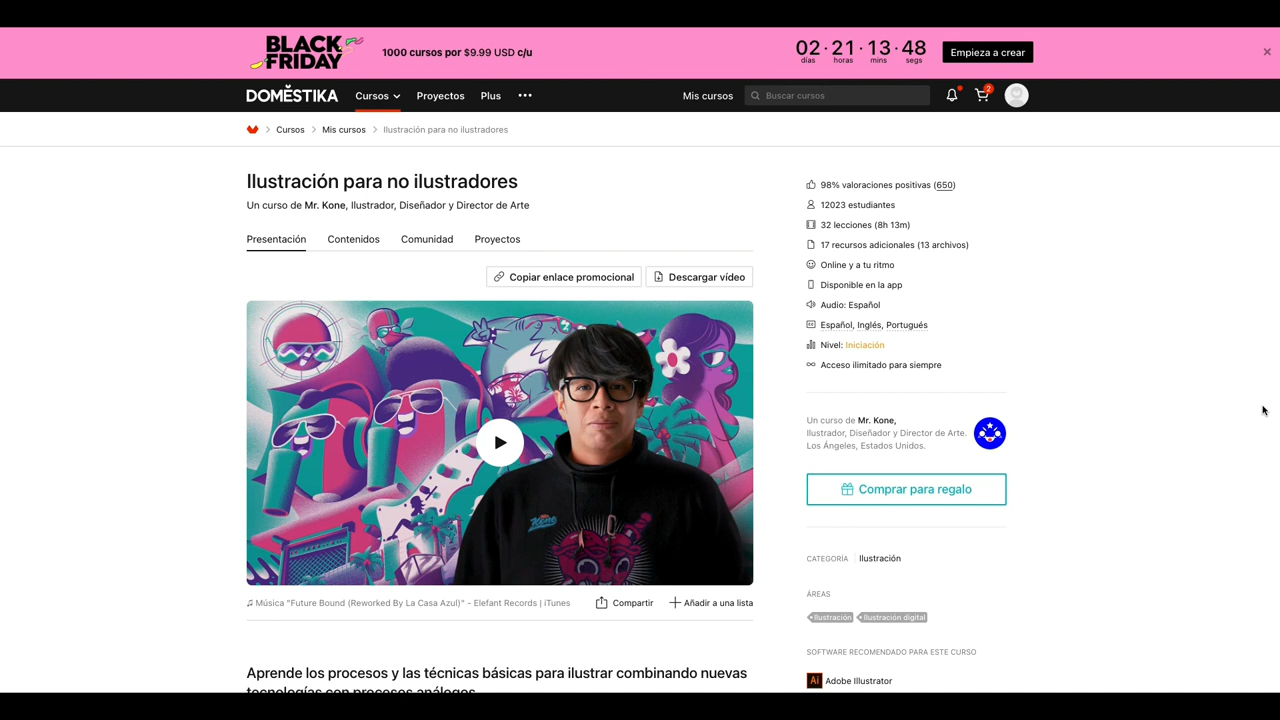 BLACK
FRIDAY
1000 cursos por $9.99 USD c/u
02 · 21 · 13 · 48
días horas mins segs
Empieza a crear
DOMĚSTIKA
Cursos
Proyectos
Plus
Mis cursos
Buscar cursos
2
Cursos > Mis cursos > Ilustración para no ilustradores
Ilustración para no ilustradores
Un curso de Mr. Kone, Ilustrador, Diseñador y Director de Arte
Presentación
Contenidos
Comunidad
Proyectos
Copiar enlace promocional
Descargar vídeo
Kone
♫ Música "Future Bound (Reworked By La Casa Azul)" - Elefant Records | iTunes
Compartir
Añadir a una lista
Aprende los procesos y las técnicas básicas para ilustrar combinando nuevas
tecnologías con procesos análogos
98% valoraciones positivas (650)
12023 estudiantes
32 lecciones (8h 13m)
17 recursos adicionales (13 archivos)
Online y a tu ritmo
Disponible en la app
Audio: Español
Español, Inglés, Portugués
Nivel: Iniciación
Acceso ilimitado para siempre
Un curso de Mr. Kone,
Ilustrador, Diseñador y Director de Arte.
Los Ángeles, Estados Unidos.
Comprar para regalo
CATEGORÍA Ilustración
ÁREAS
Ilustración
Ilustración digital
SOFTWARE RECOMENDADO PARA ESTE CURSO
Ai Adobe Illustrator